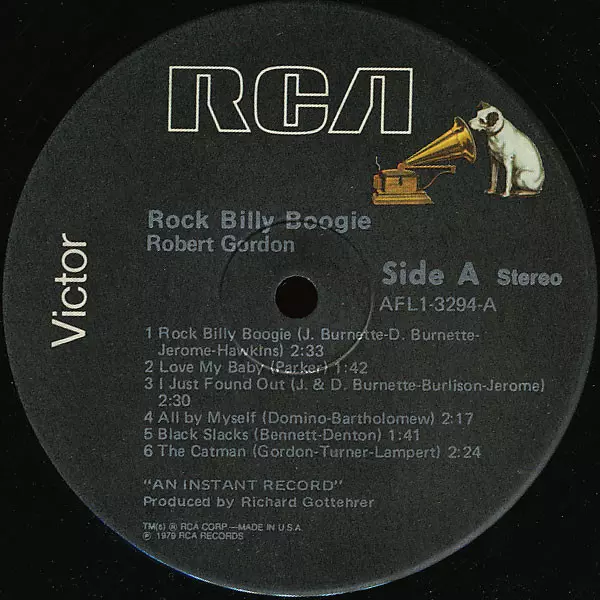 RCA
Victor
Rock Billy Boogie
Robert Gordon
Side A Stereo
AFL1-3294-A
1 Rock Billy Boogie (J. Burnette-D. Burnette-
Jerome-Hawkins) 2:33
2 Love My Baby (Parker) 1:42
3 I Just Found Out (J. & D. Burnette-Burlison-Jerome)
2:30
4 All by Myself (Domino-Bartholomew) 2:17
5 Black Slacks (Bennett-Denton) 1:41
6 The Catman (Gordon-Turner-Lampert) 2:24
"AN INSTANT RECORD"
Produced by Richard Gottehrer
TM(s) ® RCA CORP.—MADE IN U.S.A.
℗ 1979 RCA RECORDS